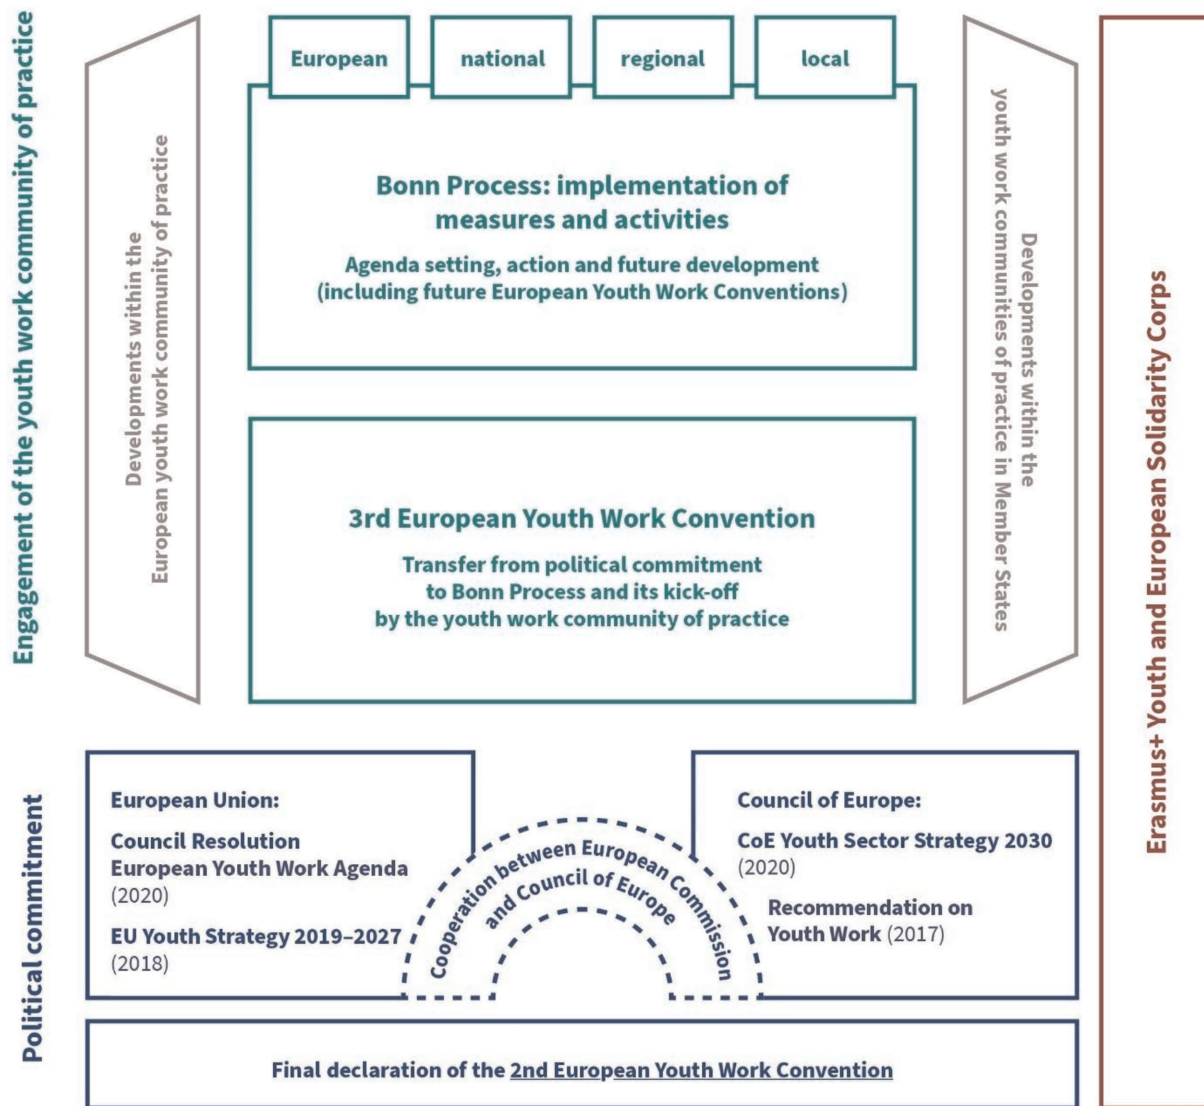 Engagement of the youth work community of practice
Developments within the
European youth work community of practice
European
national
regional
local
Bonn Process: implementation of
measures and activities
Agenda setting, action and future development
(including future European Youth Work Conventions)
3rd European Youth Work Convention
Transfer from political commitment
to Bonn Process and its kick-off
by the youth work community of practice
Developments within the
youth work communities of practice in Member States
Erasmus+ Youth and European Solidarity Corps
Political commitment
European Union:
Council Resolution
European Youth Work Agenda
(2020)
EU Youth Strategy 2019–2027
(2018)
Cooperation between European Commission
and Council of Europe
Council of Europe:
CoE Youth Sector Strategy 2030
(2020)
Recommendation on
Youth Work (2017)
Final declaration of the 2nd European Youth Work Convention